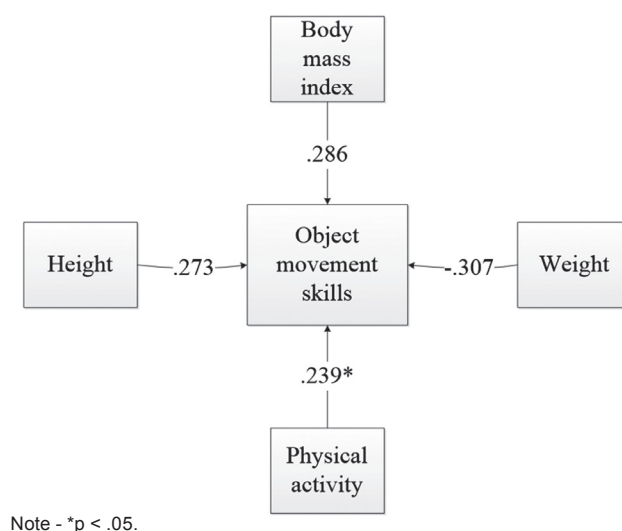 Body
mass
index
.286
Height
.273
Object
movement
skills
-.307
Weight
.239*
Physical
activity
Note - *p < .05.